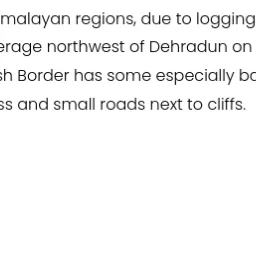 malayan regions, due to logging
erage northwest of Dehradun on
sh Border has some especially ba
ss and small roads next to cliffs.